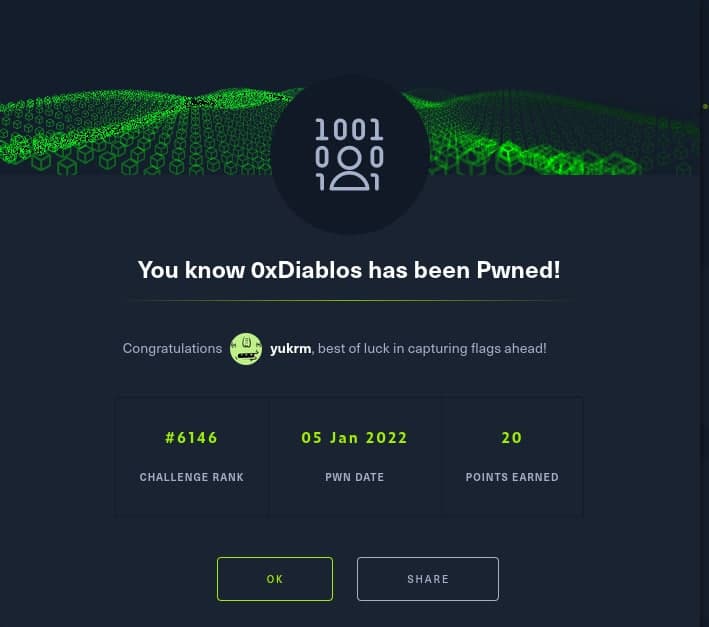 1001
0 0
1 1
You know 0xDiablos has been Pwned!
Congratulations yukrm, best of luck in capturing flags ahead!
#6146 05 Jan 2022 20
CHALLENGE RANK PWN DATE POINTS EARNED
OK SHARE